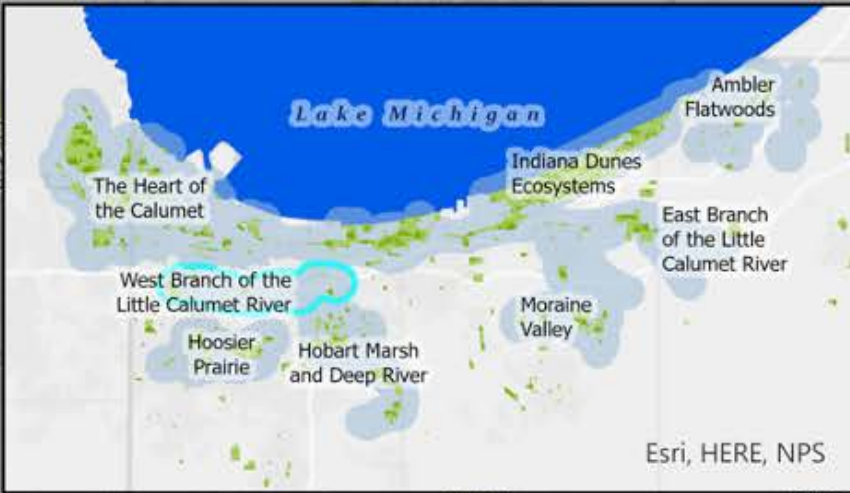 Lake Michigan
Ambler
Flatwoods
Indiana Dunes
Ecosystems
The Heart of
the Calumet
East Branch
of the Little
Calumet River
West Branch of the
Little Calumet River
Moraine
Valley
Hoosier
Prairie
Hobart Marsh
and Deep River
Esri, HERE, NPS